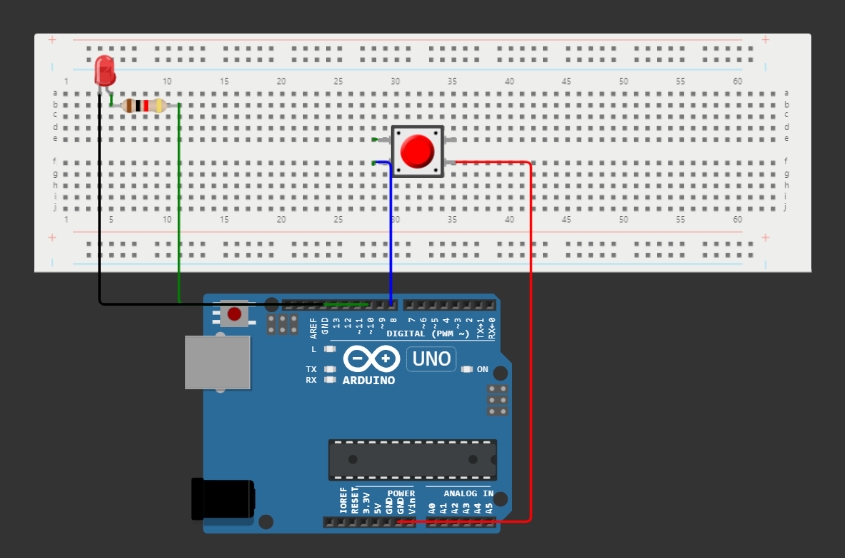 + +
1 5 10 15 20 25 30 35 40 45 50 55 60
a a
b b
c c
d d
e e
f f
g g
h h
i i
j j
1 5 10 15 20 25 30 35 40 45 50 55 60
+ +
AREF GND 13 12 ~11 ~10 ~9 8 7 ~6 ~5 4 ~3 2 TX→1 RX←0
DIGITAL (PWM ~)
L
UNO
TX
RX
ON
ARDUINO
POWER ANALOG IN
IOREF RESET 3.3V 5V GND GND Vin A0 A1 A2 A3 A4 A5